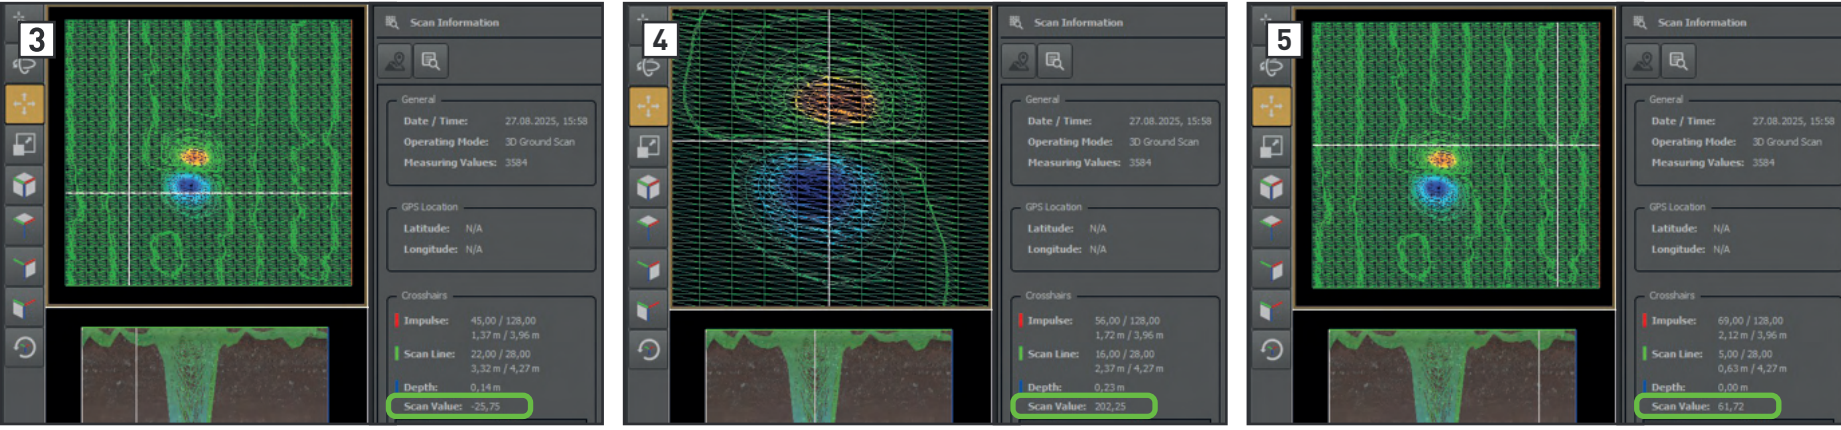 3
Scan Information
General
Date / Time: 27.08.2025, 15:58
Operating Mode: 3D Ground Scan
Measuring Values: 3584
GPS Location
Latitude: N/A
Longitude: N/A
Crosshairs
Impulse: 45,00 / 128,00
1,37 m / 3,96 m
Scan Line: 22,00 / 28,00
3,32 m / 4,27 m
Depth: 0,14 m
Scan Value: -25,75
4
Scan Information
General
Date / Time: 27.08.2025, 15:58
Operating Mode: 3D Ground Scan
Measuring Values: 3584
GPS Location
Latitude: N/A
Longitude: N/A
Crosshairs
Impulse: 56,00 / 128,00
1,72 m / 3,96 m
Scan Line: 16,00 / 28,00
2,37 m / 4,27 m
Depth: 0,23 m
Scan Value: 202,25
5
Scan Information
General
Date / Time: 27.08.2025, 15:58
Operating Mode: 3D Ground Scan
Measuring Values: 3584
GPS Location
Latitude: N/A
Longitude: N/A
Crosshairs
Impulse: 69,00 / 128,00
2,12 m / 3,96 m
Scan Line: 5,00 / 28,00
0,63 m / 4,27 m
Depth: 0,00 m
Scan Value: 61,72